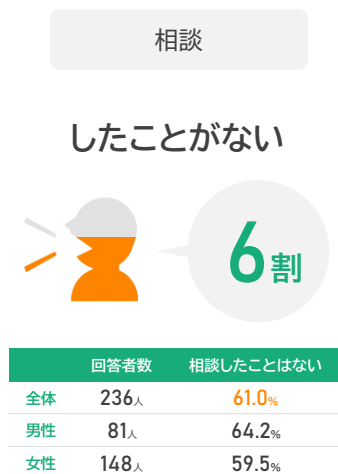 相談
したことがない
6割
回答者数 相談したことはない
全体 236人 61.0%
男性 81人 64.2%
女性 148人 59.5%